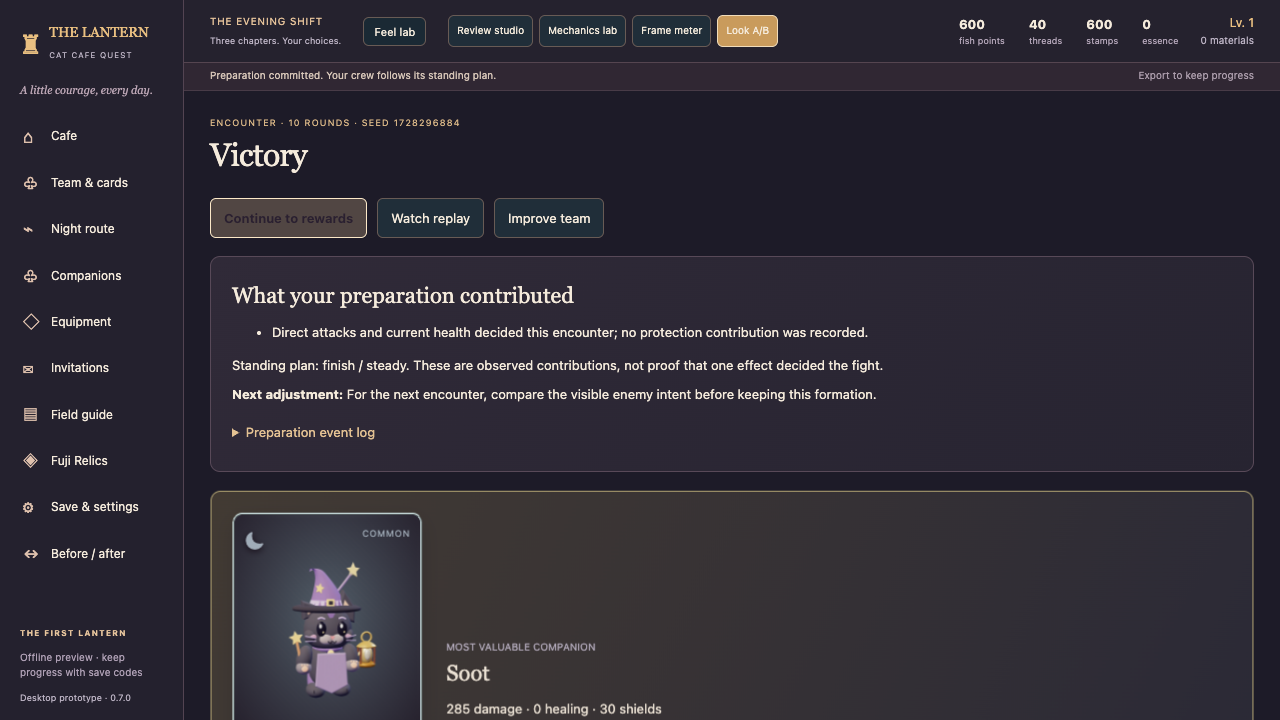 THE LANTERN
CAT CAFE QUEST
A little courage, every day.
Cafe
Team & cards
Night route
Companions
Equipment
Invitations
Field guide
Fuji Relics
Save & settings
Before / after
THE FIRST LANTERN
Offline preview · keep
progress with save codes
Desktop prototype · 0.7.0
THE EVENING SHIFT
Three chapters. Your choices.
Feel lab
Review studio
Mechanics lab
Frame meter
Look A/B
600
fish points
40
threads
600
stamps
0
essence
Lv. 1
0 materials
Preparation committed. Your crew follows its standing plan.
Export to keep progress
ENCOUNTER · 10 ROUNDS · SEED 1728296884
Victory
Continue to rewards
Watch replay
Improve team
What your preparation contributed
• Direct attacks and current health decided this encounter; no protection contribution was recorded.
Standing plan: finish / steady. These are observed contributions, not proof that one effect decided the fight.
Next adjustment: For the next encounter, compare the visible enemy intent before keeping this formation.
Preparation event log
COMMON
MOST VALUABLE COMPANION
Soot
285 damage · 0 healing · 30 shields